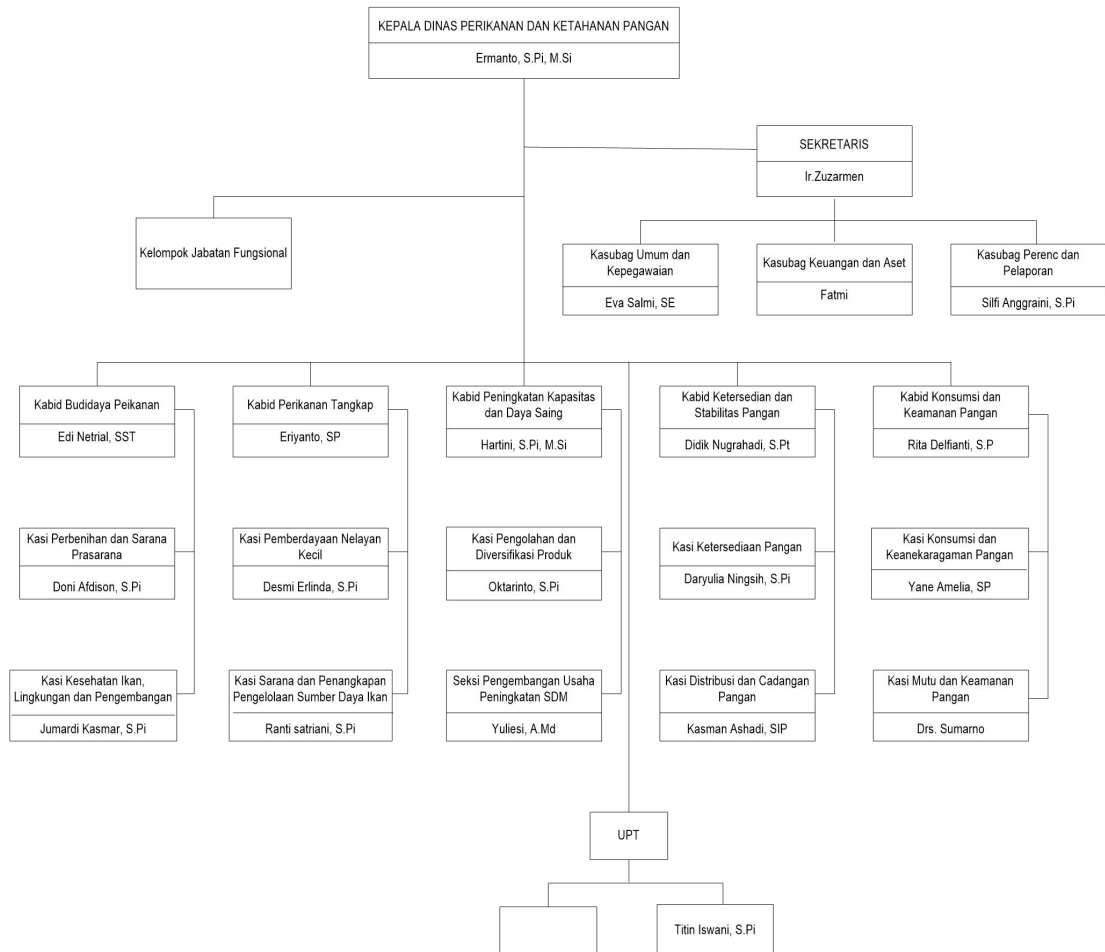 KEPALA DINAS PERIKANAN DAN KETAHANAN PANGAN
Ermanto, S.Pi, M.Si
SEKRETARIS
Ir.Zuzarmen
Kelompok Jabatan Fungsional
Kasubag Umum dan
Kepegawaian
Eva Salmi, SE
Kasubag Keuangan dan Aset
Fatmi
Kasubag Perenc dan
Pelaporan
Silfi Anggraini, S.Pi
Kabid Budidaya Peikanan
Edi Netrial, SST
Kabid Perikanan Tangkap
Eriyanto, SP
Kabid Peningkatan Kapasitas
dan Daya Saing
Hartini, S.Pi, M.Si
Kabid Ketersedian dan
Stabilitas Pangan
Didik Nugrahadi, S.Pt
Kabid Konsumsi dan
Keamanan Pangan
Rita Delfianti, S.P
Kasi Perbenihan dan Sarana
Prasarana
Doni Afdison, S.Pi
Kasi Pemberdayaan Nelayan
Kecil
Desmi Erlinda, S.Pi
Kasi Pengolahan dan
Diversifikasi Produk
Oktarinto, S.Pi
Kasi Ketersediaan Pangan
Daryulia Ningsih, S.Pi
Kasi Konsumsi dan
Keanekaragaman Pangan
Yane Amelia, SP
Kasi Kesehatan Ikan,
Lingkungan dan Pengembangan
Jumardi Kasmar, S.Pi
Kasi Sarana dan Penangkapan
Pengelolaan Sumber Daya Ikan
Ranti satriani, S.Pi
Seksi Pengembangan Usaha
Peningkatan SDM
Yuliesi, A.Md
Kasi Distribusi dan Cadangan
Pangan
Kasman Ashadi, SIP
Kasi Mutu dan Keamanan
Pangan
Drs. Sumarno
UPT
Titin Iswani, S.Pi